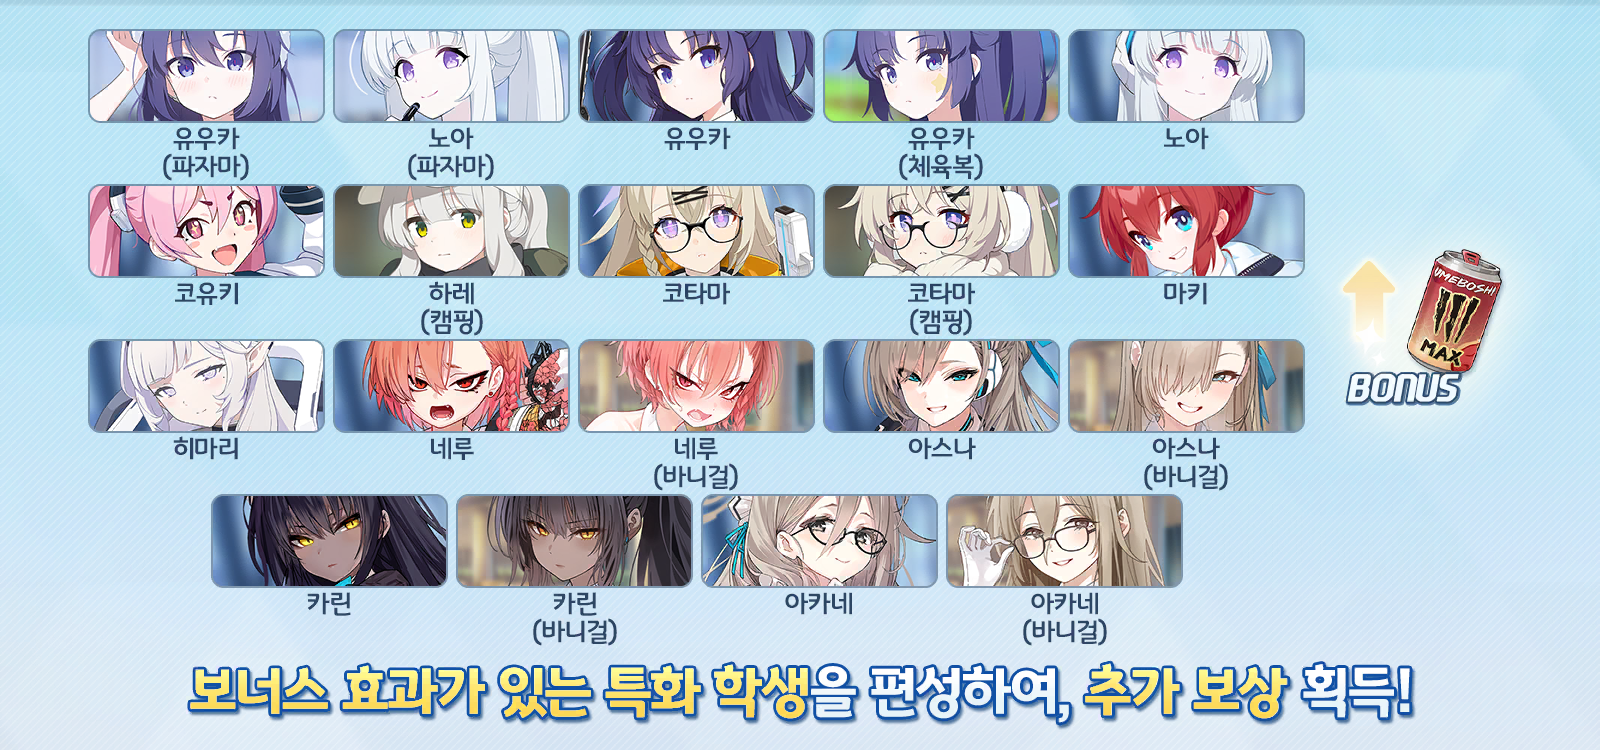 유우카
(파자마)
노아
(파자마)
유우카
유우카
(체육복)
노아
코유키
하레
(캠핑)
코타마
코타마
(캠핑)
마키
히마리
네루
네루
(바니걸)
아스나
아스나
(바니걸)
카린
카린
(바니걸)
아카네
아카네
(바니걸)
UMEBOSHI
MAX
BONUS
보너스 효과가 있는 특화 학생을 편성하여, 추가 보상 획득!